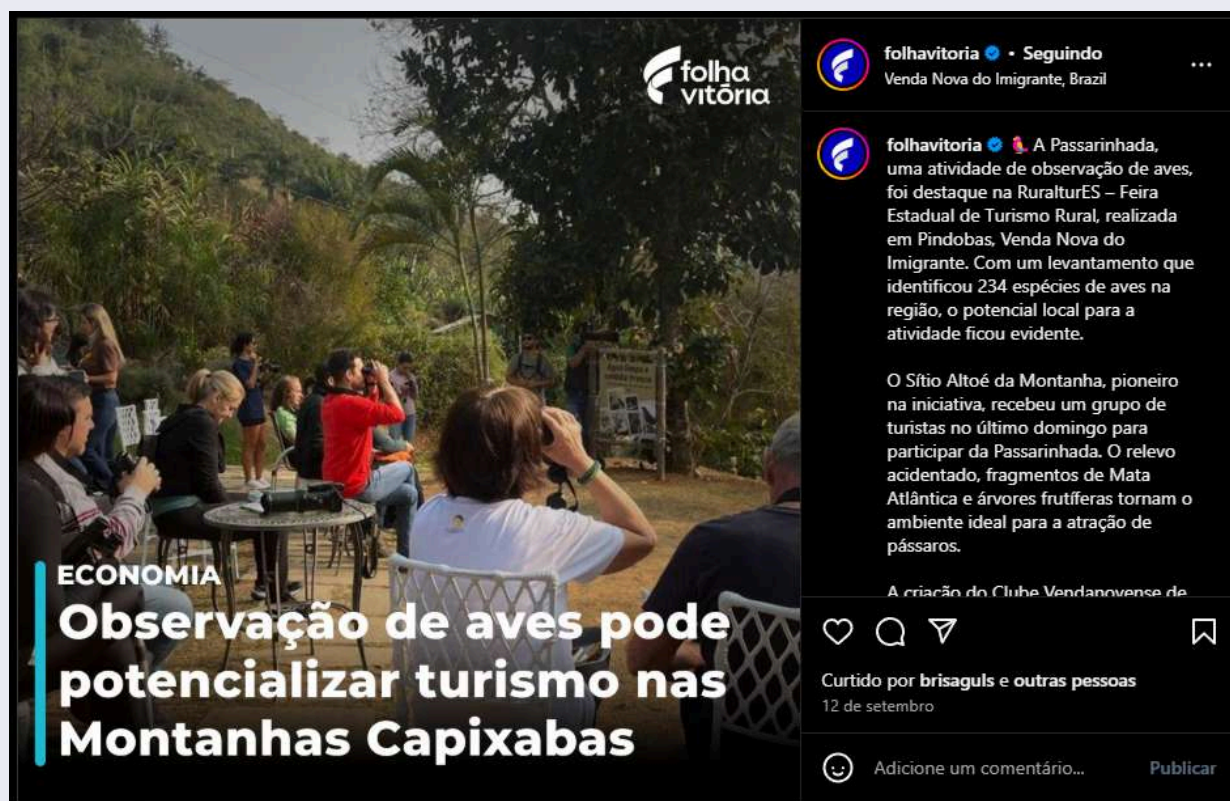 folha
vitória
ECONOMIA
Observação de aves pode
potencializar turismo nas
Montanhas Capixabas
folhavitoria • Seguindo
Venda Nova do Imigrante, Brazil
folhavitoria 🦜 A Passarinhada,
uma atividade de observação de aves,
foi destaque na RuralturES – Feira
Estadual de Turismo Rural, realizada
em Pindobas, Venda Nova do
Imigrante. Com um levantamento que
identificou 234 espécies de aves na
região, o potencial local para a
atividade ficou evidente.
O Sítio Altoé da Montanha, pioneiro
na iniciativa, recebeu um grupo de
turistas no último domingo para
participar da Passarinhada. O relevo
acidentado, fragmentos de Mata
Atlântica e árvores frutíferas tornam o
ambiente ideal para a atração de
pássaros.
A criação do Clube Vendanovense de
Curtido por brisaguls e outras pessoas
12 de setembro
Adicione um comentário... Publicar